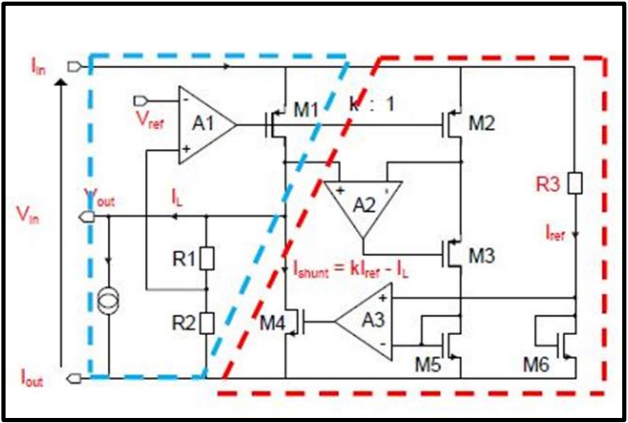 Iin
-
M1
k : 1
Vref
A1
M2
+
Vout
IL
+ -
A2
R3
Vin
R1
M3
Iref
Ishunt = kIref - IL
+
R2
M4
A3
-
M5
M6
Iout